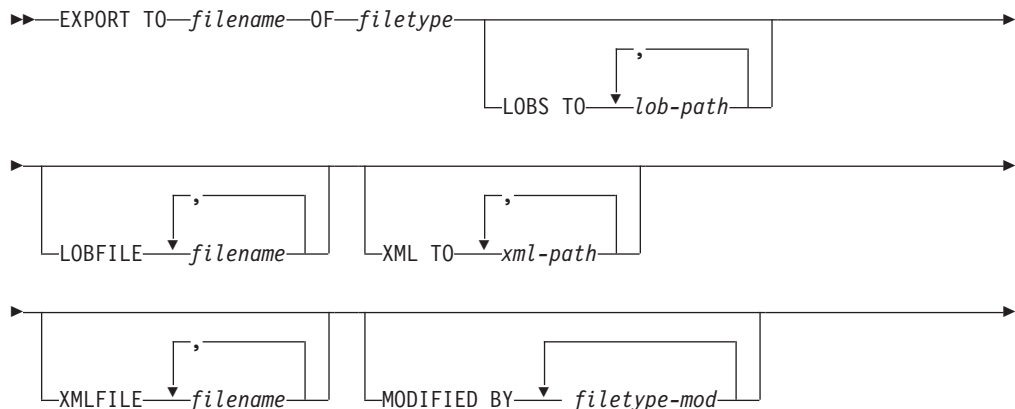 EXPORT TO filename OF filetype
,
LOBS TO lob-path
, ,
LOBFILE filename XML TO xml-path
,
XMLFILE filename MODIFIED BY filetype-mod